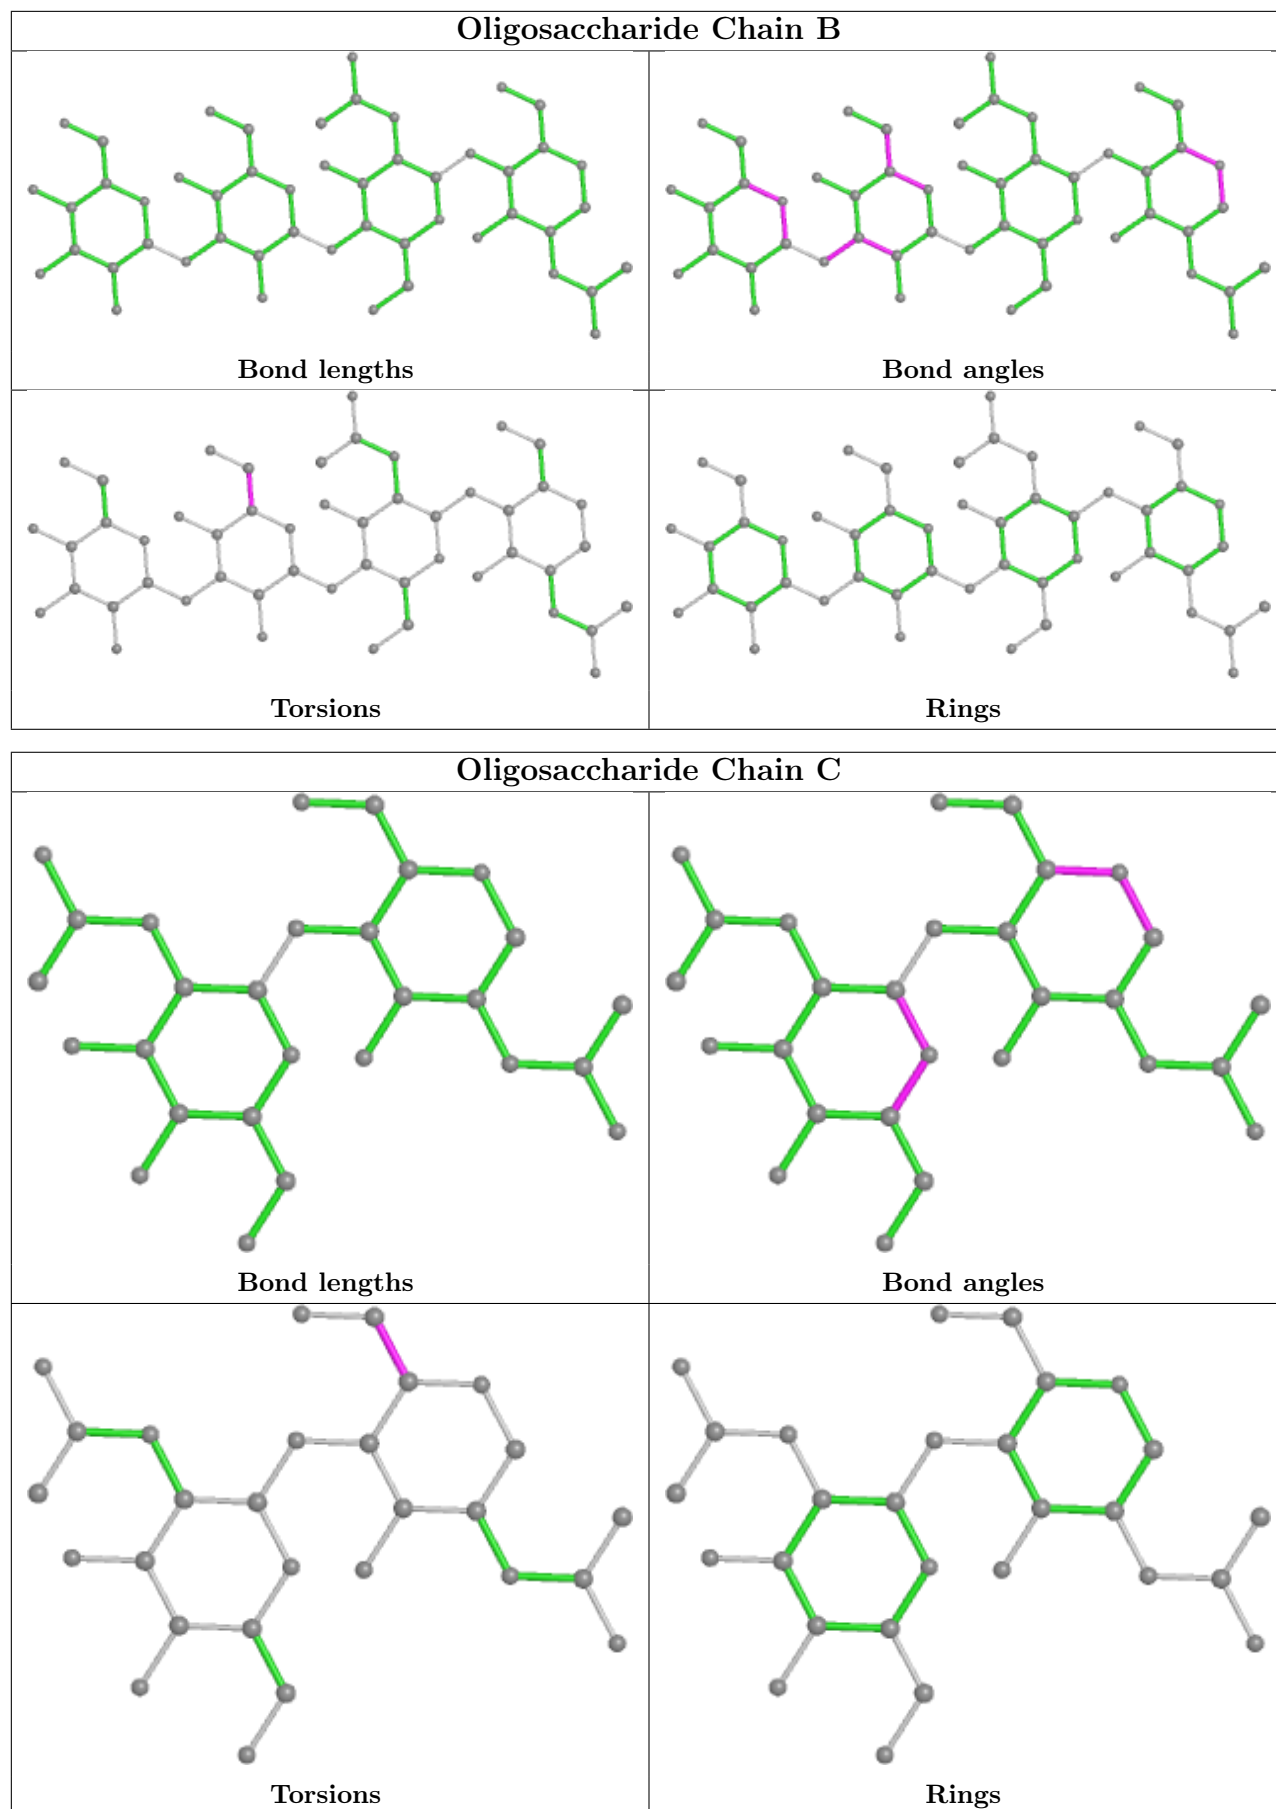 Oligosaccharide Chain B
Bond lengths
Bond angles
Torsions
Rings
Oligosaccharide Chain C
Bond lengths
Bond angles
Torsions
Rings